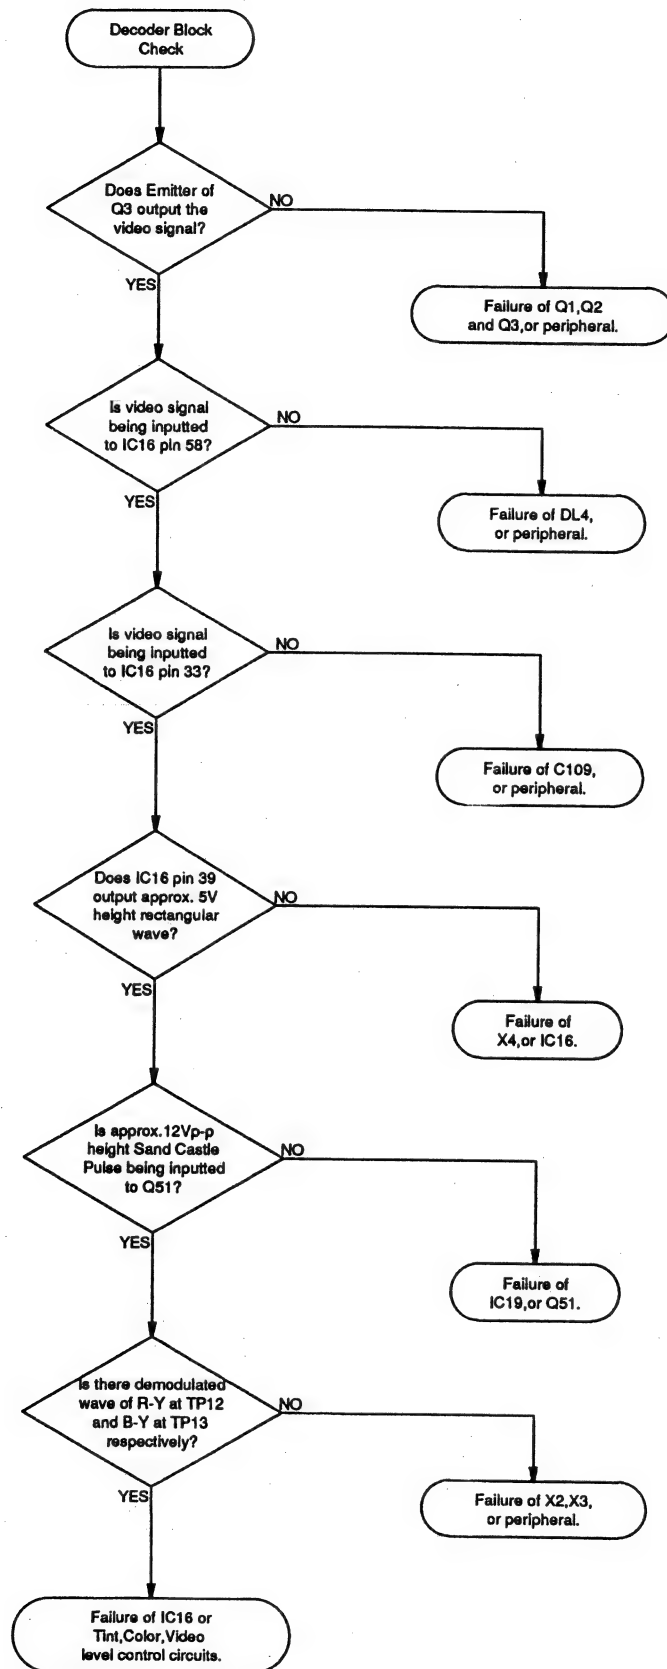 Decoder Block
Check
Does Emitter of
Q3 output the
video signal?
NO
YES
Failure of Q1,Q2
and Q3,or peripheral.
Is video signal
being inputted
to IC16 pin 58?
NO
YES
Failure of DL4,
or peripheral.
Is video signal
being inputted
to IC16 pin 33?
NO
YES
Failure of C109,
or peripheral.
Does IC16 pin 39
output approx. 5V
height rectangular
wave?
NO
YES
Failure of
X4,or IC16.
Is approx.12Vp-p
height Sand Castle
Pulse being inputted
to Q51?
NO
YES
Failure of
IC19,or Q51.
Is there demodulated
wave of R-Y at TP12
and B-Y at TP13
respectively?
NO
YES
Failure of X2,X3,
or peripheral.
Failure of IC16 or
Tint,Color,Video
level control circuits.